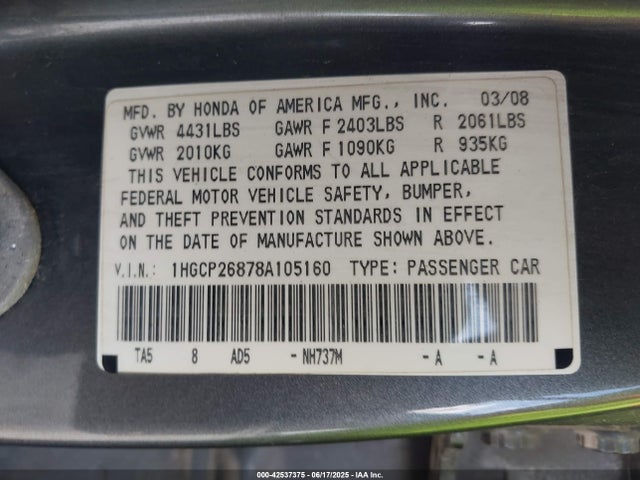 MFD. BY HONDA OF AMERICA MFG., INC. 03/08
GVWR 4431LBS GAWR F 2403LBS R 2061LBS
GVWR 2010KG GAWR F 1090KG R 935KG
THIS VEHICLE CONFORMS TO ALL APPLICABLE
FEDERAL MOTOR VEHICLE SAFETY, BUMPER,
AND THEFT PREVENTION STANDARDS IN EFFECT
ON THE DATE OF MANUFACTURE SHOWN ABOVE.
V.I.N.: 1HGCP26878A105160 TYPE: PASSENGER CAR
TA5 8 AD5 - NH737M - A - A
000-42537375 - 06/17/2025 - IAA Inc.